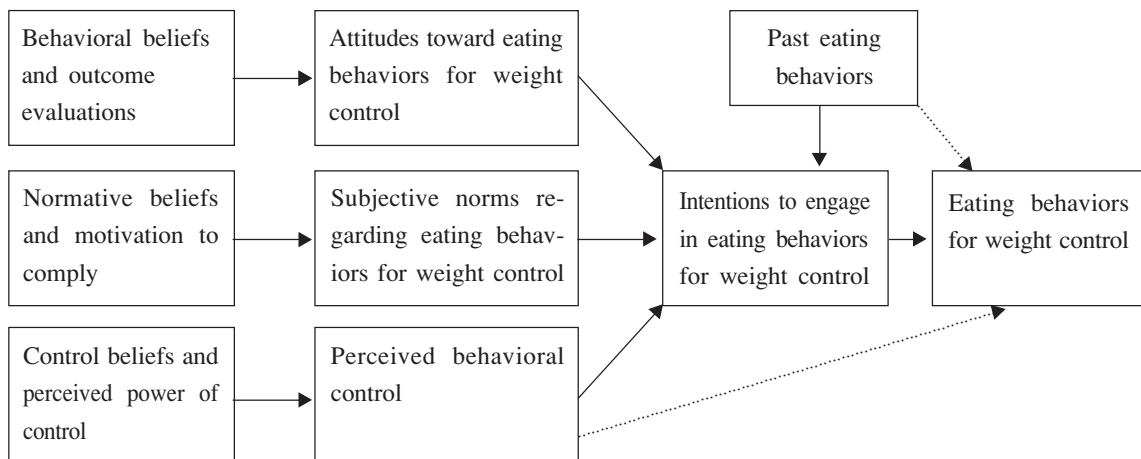 Behavioral beliefs
and outcome
evaluations
Attitudes toward eating
behaviors for weight
control
Past eating
behaviors
Normative beliefs
and motivation to
comply
Subjective norms re-
garding eating behav-
iors for weight control
Intentions to engage
in eating behaviors
for weight control
Eating behaviors
for weight control
Control beliefs and
perceived power of
control
Perceived behavioral
control